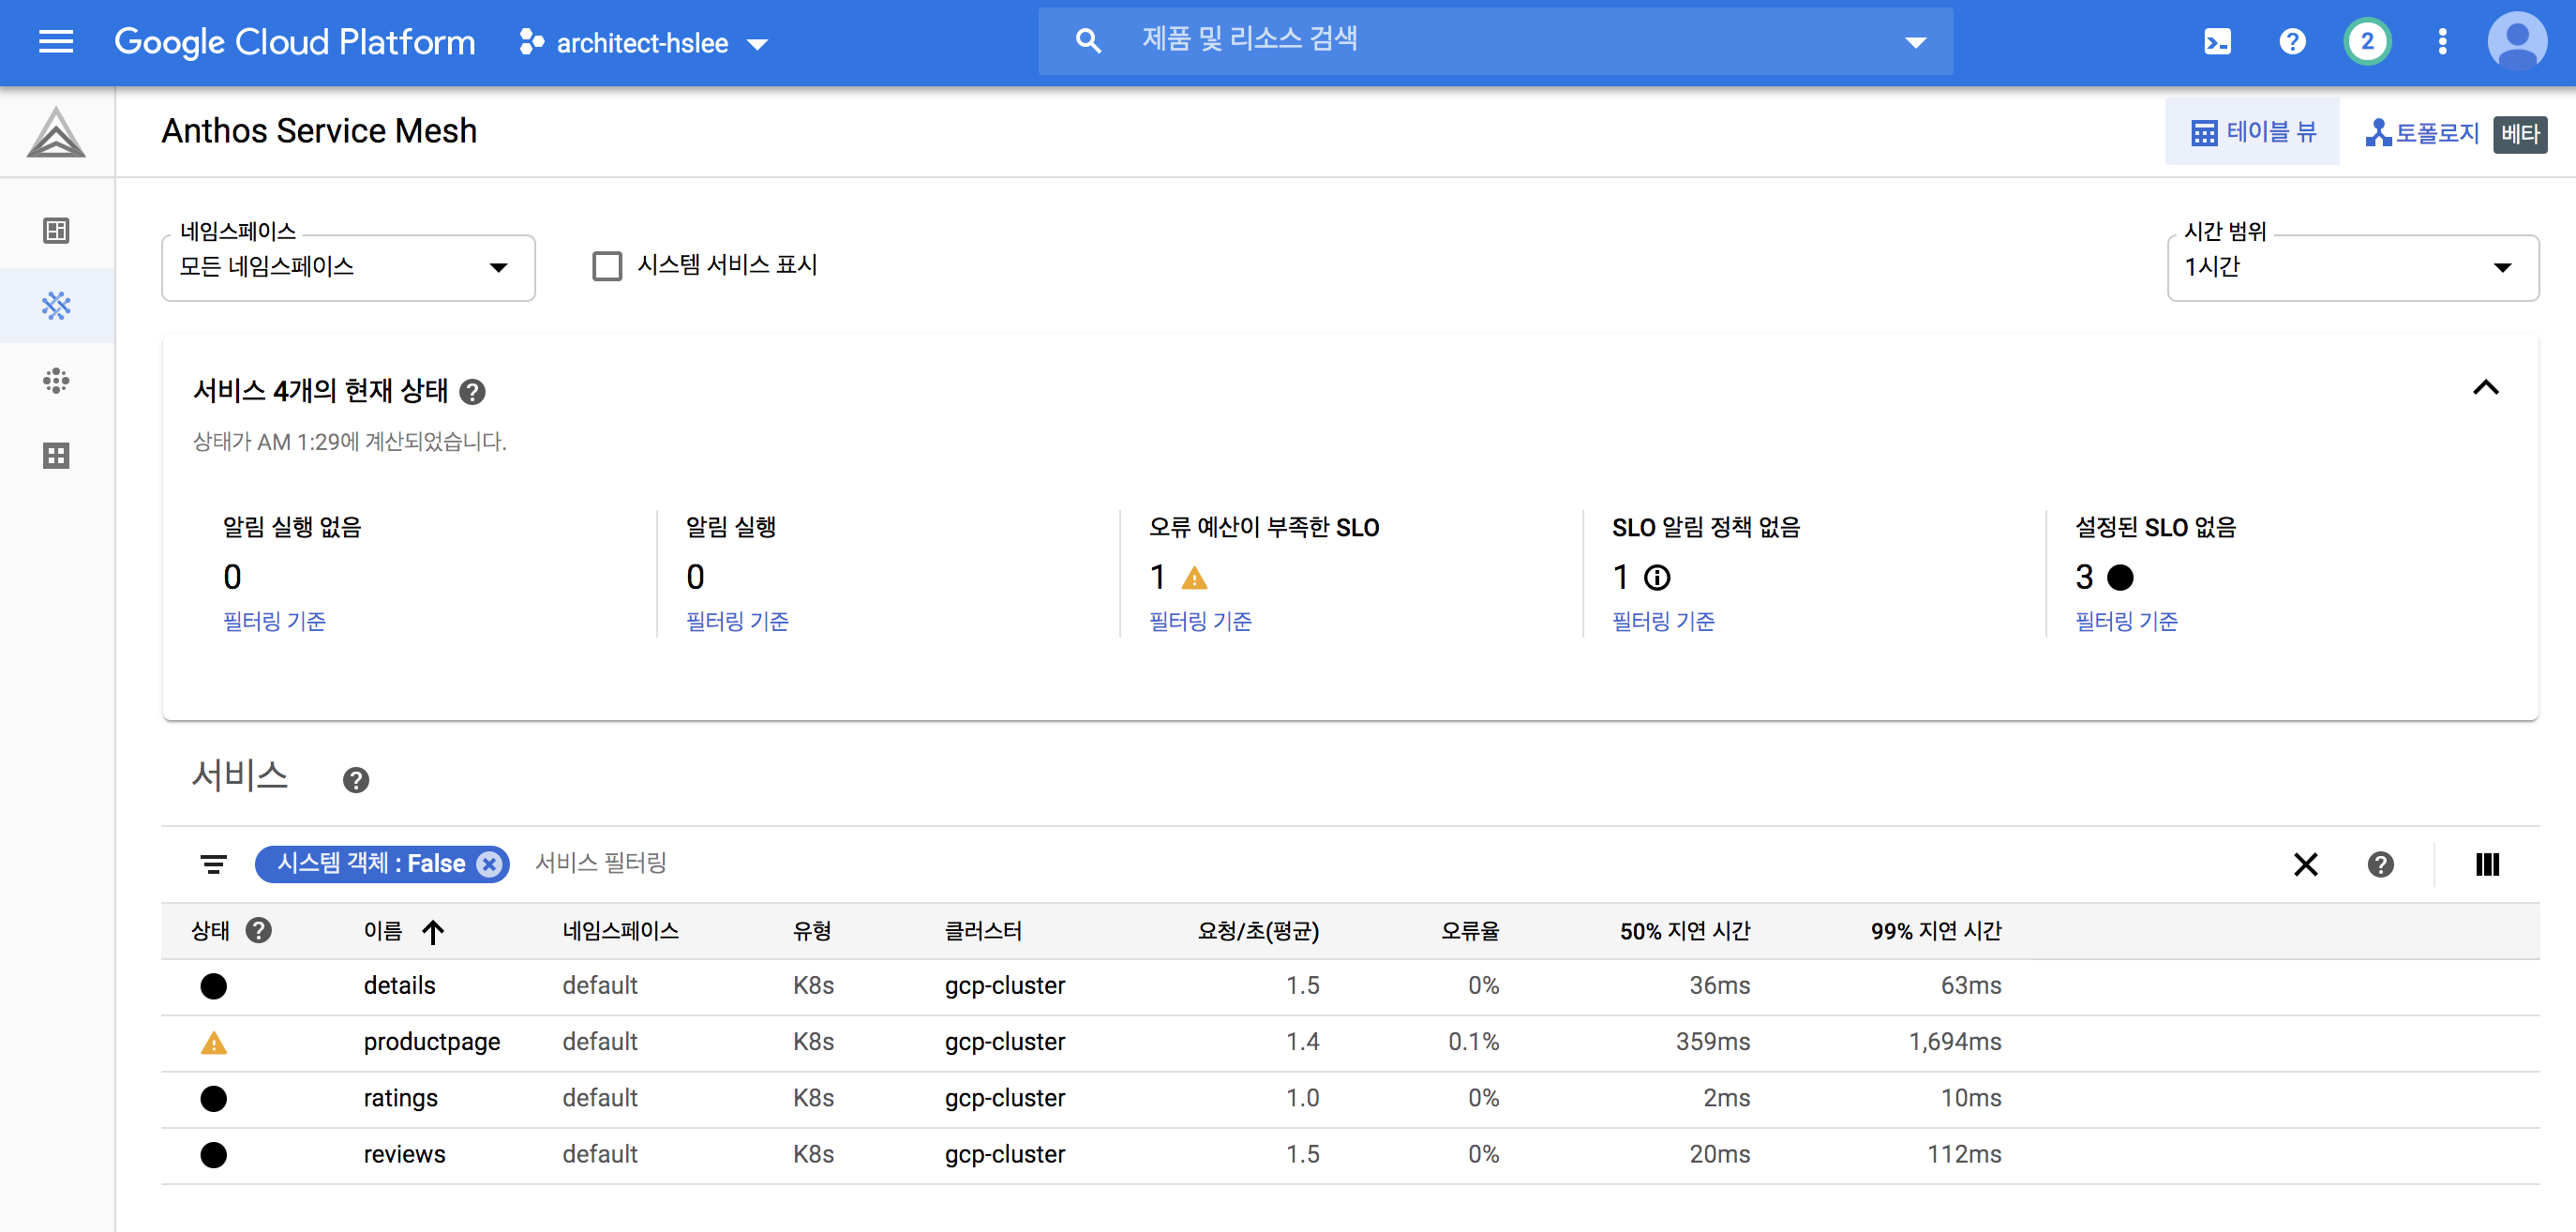 Google Cloud Platform architect-hslee 제품 및 리소스 검색 2
Anthos Service Mesh 테이블 뷰 토폴로지 베타
네임스페이스
모든 네임스페이스
시스템 서비스 표시
시간 범위
1시간
서비스 4개의 현재 상태
상태가 AM 1:29에 계산되었습니다.
알림 실행 없음
0
필터링 기준
알림 실행
0
필터링 기준
오류 예산이 부족한 SLO
1
필터링 기준
SLO 알림 정책 없음
1
필터링 기준
설정된 SLO 없음
3
필터링 기준
서비스
시스템 객체 : False 서비스 필터링
상태 이름 네임스페이스 유형 클러스터 요청/초(평균) 오류율 50% 지연 시간 99% 지연 시간
details default K8s gcp-cluster 1.5 0% 36ms 63ms
productpage default K8s gcp-cluster 1.4 0.1% 359ms 1,694ms
ratings default K8s gcp-cluster 1.0 0% 2ms 10ms
reviews default K8s gcp-cluster 1.5 0% 20ms 112ms